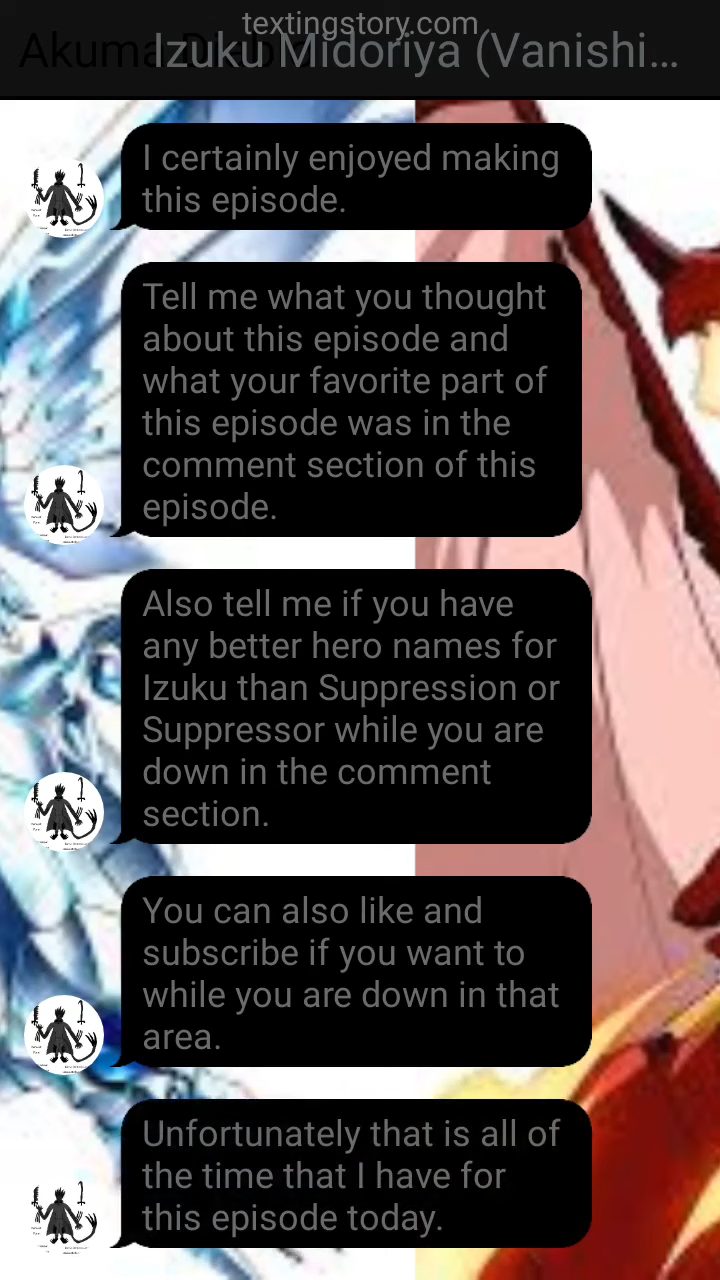 textingstory.com
Akuma
Izuku Midoriya (Vanishi...
I certainly enjoyed making
this episode.
Tell me what you thought
about this episode and
what your favorite part of
this episode was in the
comment section of this
episode.
Also tell me if you have
any better hero names for
Izuku than Suppression or
Suppressor while you are
down in the comment
section.
You can also like and
subscribe if you want to
while you are down in that
area.
Unfortunately that is all of
the time that I have for
this episode today.